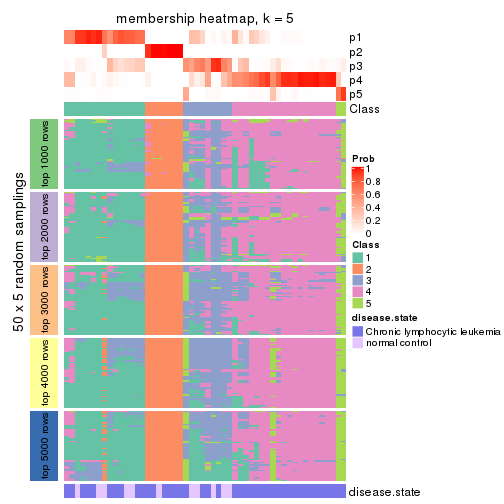 membership heatmap, k = 5
p1
p2
p3
p4
p5
Class
50 x 5 random samplings
top 1000 rows
top 2000 rows
top 3000 rows
top 4000 rows
top 5000 rows
disease.state
Prob
1
0.8
0.6
0.4
0.2
0
Class
1
2
3
4
5
disease.state
Chronic lymphocytic leukemia
normal control